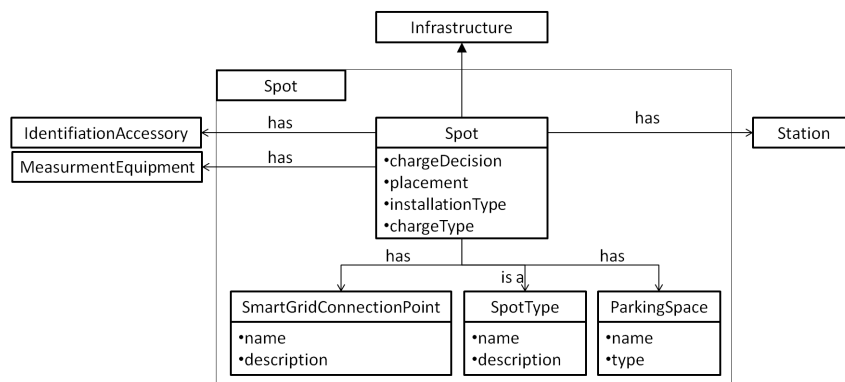 Infrastructure
Spot
IdentifiationAccessory
has
Spot
has
Station
MeasurmentEquipment
has
•chargeDecision
•placement
•installationType
•chargeType
has
is a
has
SmartGridConnectionPoint
•name
•description
SpotType
•name
•description
ParkingSpace
•name
•type